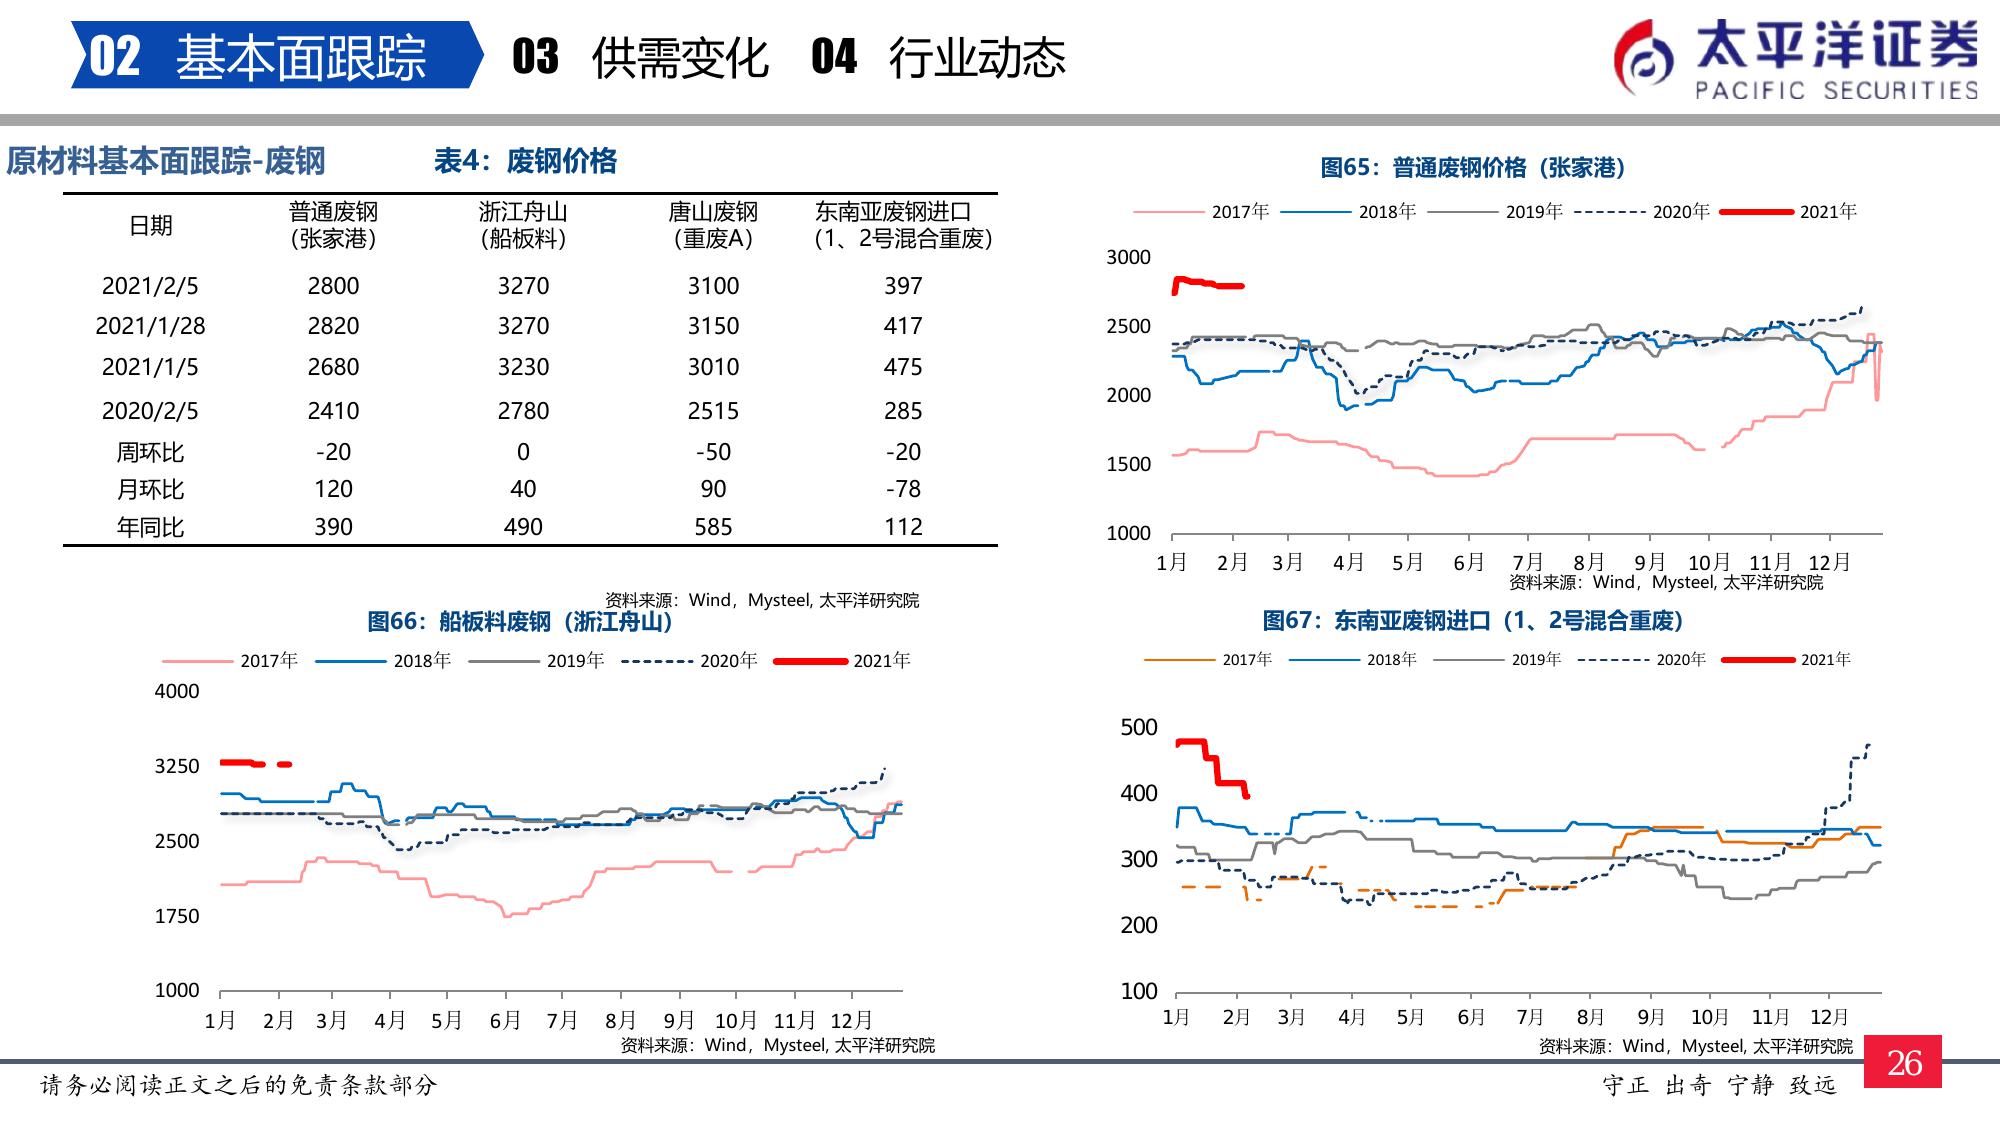 02 基本面跟踪 03 供需变化 04 行业动态
太平洋证券
PACIFIC SECURITIES
原材料基本面跟踪-废钢
表4：废钢价格
日期 普通废钢（张家港） 浙江舟山（船板料） 唐山废钢（重废A） 东南亚废钢进口（1、2号混合重废）
2021/2/5 2800 3270 3100 397
2021/1/28 2820 3270 3150 417
2021/1/5 2680 3230 3010 475
2020/2/5 2410 2780 2515 285
周环比 -20 0 -50 -20
月环比 120 40 90 -78
年同比 390 490 585 112
资料来源：Wind，Mysteel, 太平洋研究院
图65：普通废钢价格（张家港）
2017年 2018年 2019年 2020年 2021年
3000
2500
2000
1500
1000
1月 2月 3月 4月 5月 6月 7月 8月 9月 10月 11月 12月
资料来源：Wind，Mysteel, 太平洋研究院
图66：船板料废钢（浙江舟山）
2017年 2018年 2019年 2020年 2021年
4000
3250
2500
1750
1000
1月 2月 3月 4月 5月 6月 7月 8月 9月 10月 11月 12月
资料来源：Wind，Mysteel, 太平洋研究院
图67：东南亚废钢进口（1、2号混合重废）
2017年 2018年 2019年 2020年 2021年
500
400
300
200
100
1月 2月 3月 4月 5月 6月 7月 8月 9月 10月 11月 12月
资料来源：Wind，Mysteel, 太平洋研究院
26
请务必阅读正文之后的免责条款部分
守正 出奇 宁静 致远